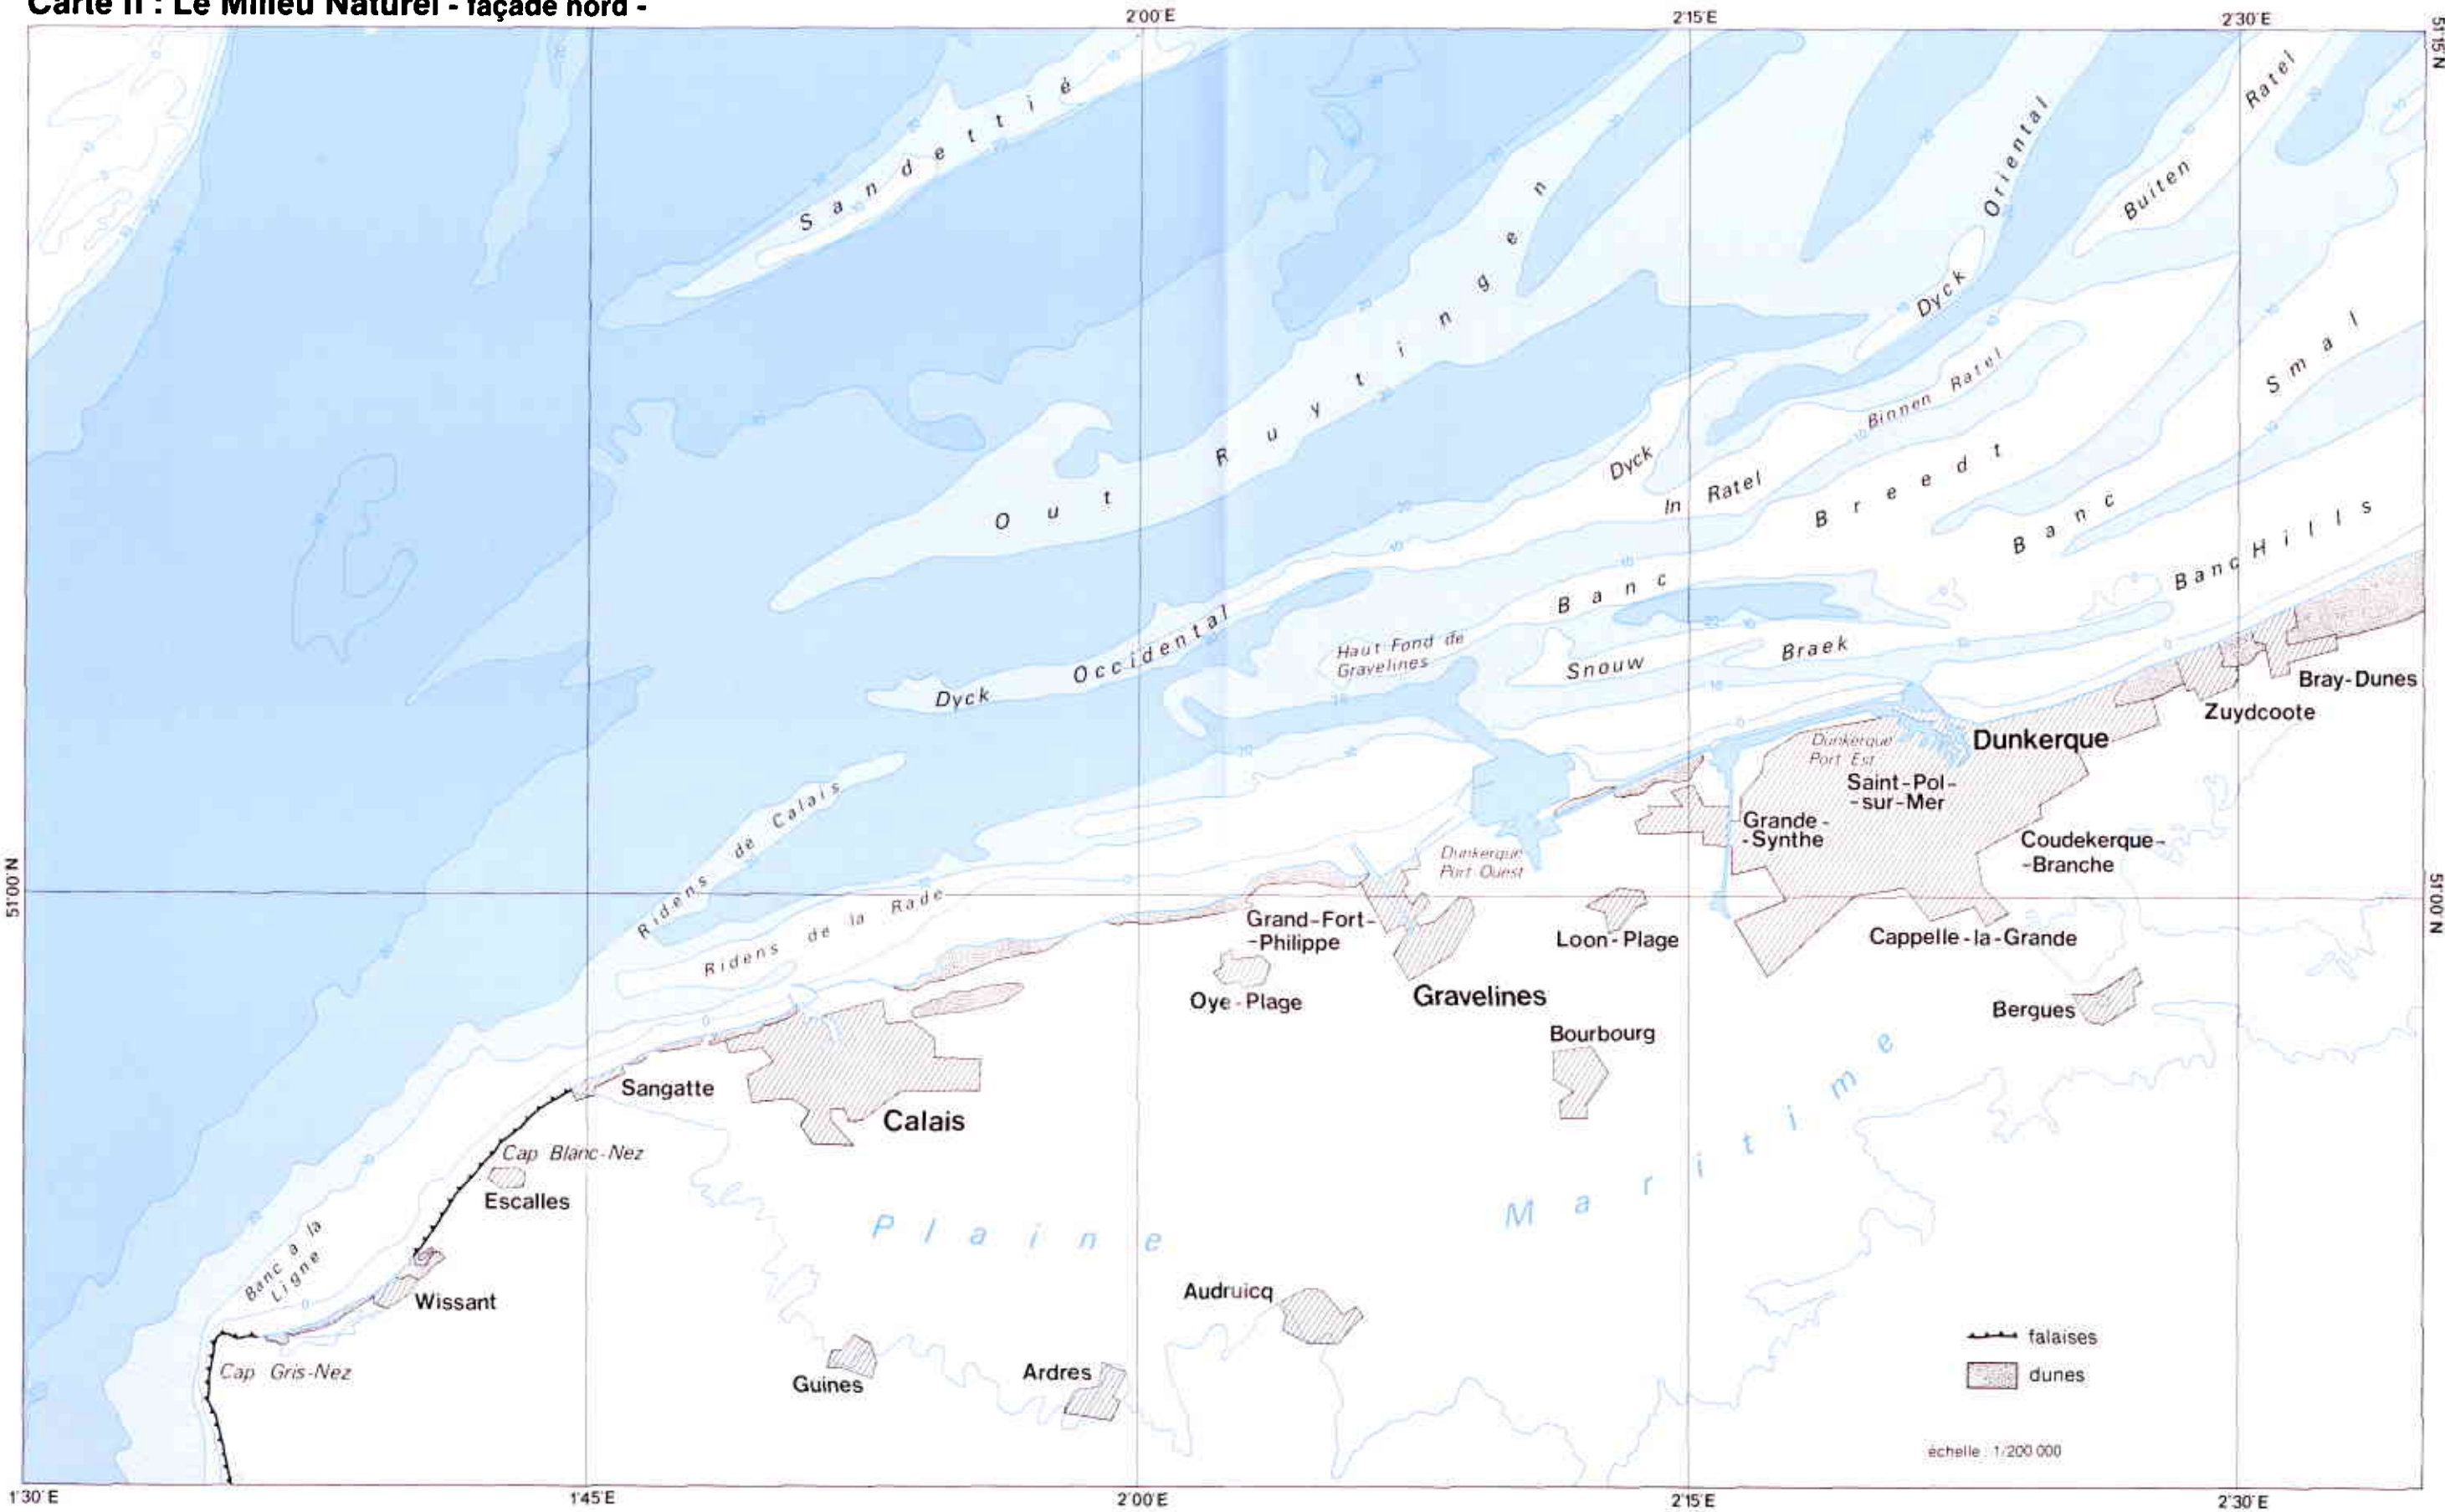 Carte II : Le Milieu Naturel - façade nord -
2°00'E
2°15'E
2°30'E
51°15'N
Sandettié
Out Ruytingen
Dyck Oriental
Buiten Ratel
Binnen Ratel
Dyck
In Ratel
Smal
Breedt
Banc
Banc
Banc Hills
Dyck Occidental
Haut Fond de
Gravelines
Snouw
Braek
Bray-Dunes
Zuydcoote
Dunkerque
Dunkerque
Port Est
Saint-Pol-
-sur-Mer
Grande-
-Synthe
Coudekerque-
-Branche
Ridens de Calais
Ridens de la Rade
Dunkerque
Port Ouest
51°00'N
51°00'N
Grand-Fort-
-Philippe
Loon-Plage
Cappelle-la-Grande
Oye-Plage
Gravelines
Bergues
Bourbourg
Sangatte
Calais
Cap Blanc-Nez
Escalles
Plaine Maritime
Banc a la
Ligne
Wissant
Audruicq
Cap Gris-Nez
Guines
Ardres
falaises
dunes
échelle : 1/200 000
1°30'E
1°45'E
2°00'E
2°15'E
2°30'E